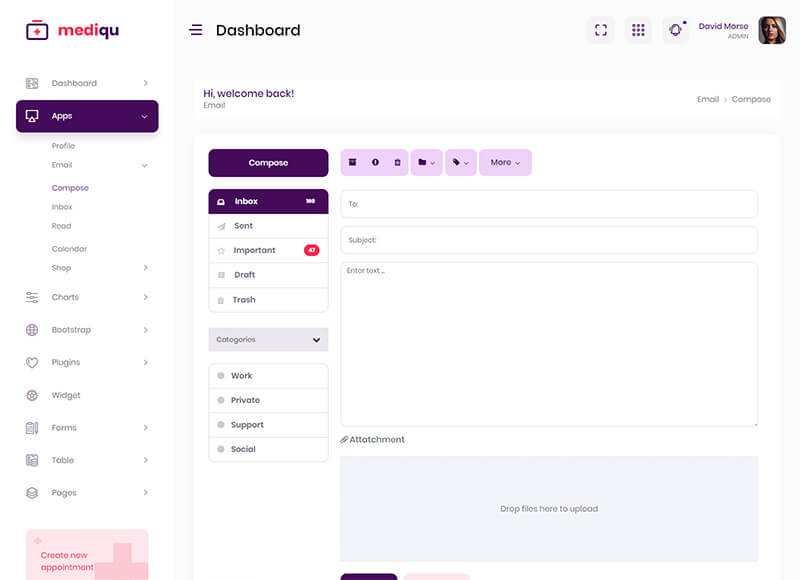 mediqu
Dashboard
David Morse
ADMIN
Dashboard
Apps
Profile
Email
Compose
Inbox
Read
Calendar
Shop
Charts
Bootstrap
Plugins
Widget
Forms
Table
Pages
Create new
appointment
Hi, welcome back!
Email
Email > Compose
Compose
Inbox
Sent
Important 47
Draft
Trash
Categories
Work
Private
Support
Social
More
To:
Subject:
Enter text ...
Attatchment
Drop files here to upload